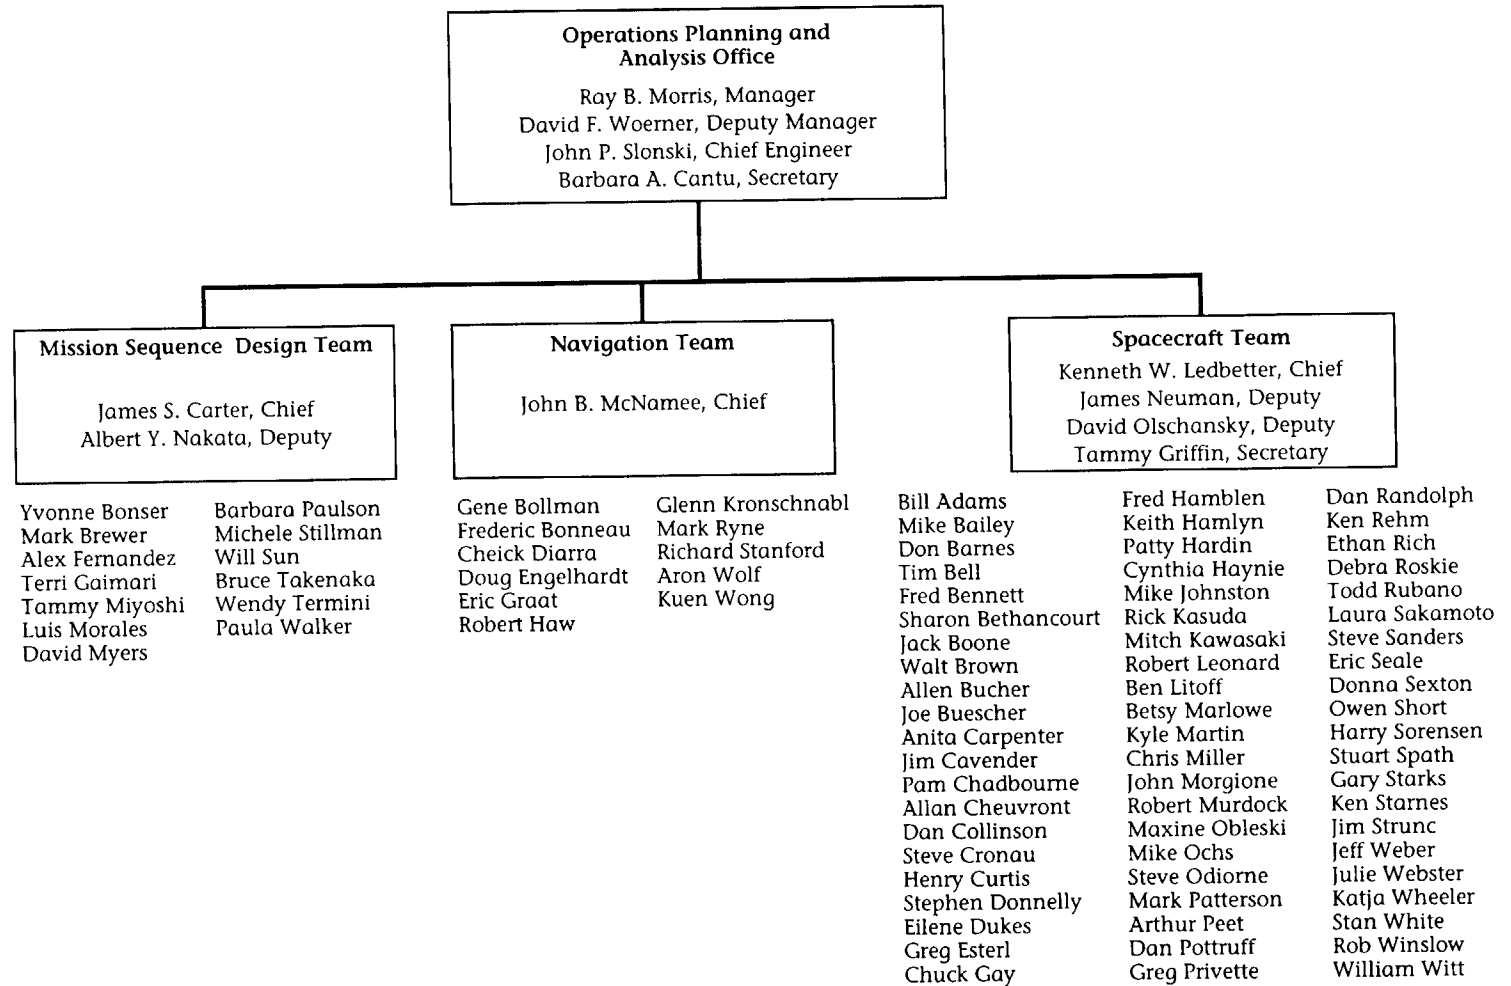 Operations Planning and
Analysis Office
Ray B. Morris, Manager
David F. Woerner, Deputy Manager
John P. Slonski, Chief Engineer
Barbara A. Cantu, Secretary
Mission Sequence Design Team
James S. Carter, Chief
Albert Y. Nakata, Deputy
Yvonne Bonser
Mark Brewer
Alex Fernandez
Terri Gaimari
Tammy Miyoshi
Luis Morales
David Myers
Barbara Paulson
Michele Stillman
Will Sun
Bruce Takenaka
Wendy Termini
Paula Walker
Navigation Team
John B. McNamee, Chief
Gene Bollman
Frederic Bonneau
Cheick Diarra
Doug Engelhardt
Eric Graat
Robert Haw
Glenn Kronschnabl
Mark Ryne
Richard Stanford
Aron Wolf
Kuen Wong
Spacecraft Team
Kenneth W. Ledbetter, Chief
James Neuman, Deputy
David Olschansky, Deputy
Tammy Griffin, Secretary
Bill Adams
Mike Bailey
Don Barnes
Tim Bell
Fred Bennett
Sharon Bethancourt
Jack Boone
Walt Brown
Allen Bucher
Joe Buescher
Anita Carpenter
Jim Cavender
Pam Chadbourne
Allan Cheuvront
Dan Collinson
Steve Cronau
Henry Curtis
Stephen Donnelly
Eilene Dukes
Greg Esterl
Chuck Gay
Fred Hamblen
Keith Hamlyn
Patty Hardin
Cynthia Haynie
Mike Johnston
Rick Kasuda
Mitch Kawasaki
Robert Leonard
Ben Litoff
Betsy Marlowe
Kyle Martin
Chris Miller
John Morgione
Robert Murdock
Maxine Obleski
Mike Ochs
Steve Odiorne
Mark Patterson
Arthur Peet
Dan Pottruff
Greg Privette
Dan Randolph
Ken Rehm
Ethan Rich
Debra Roskie
Todd Rubano
Laura Sakamoto
Steve Sanders
Eric Seale
Donna Sexton
Owen Short
Harry Sorensen
Stuart Spath
Gary Starks
Ken Starnes
Jim Strunc
Jeff Weber
Julie Webster
Katja Wheeler
Stan White
Rob Winslow
William Witt